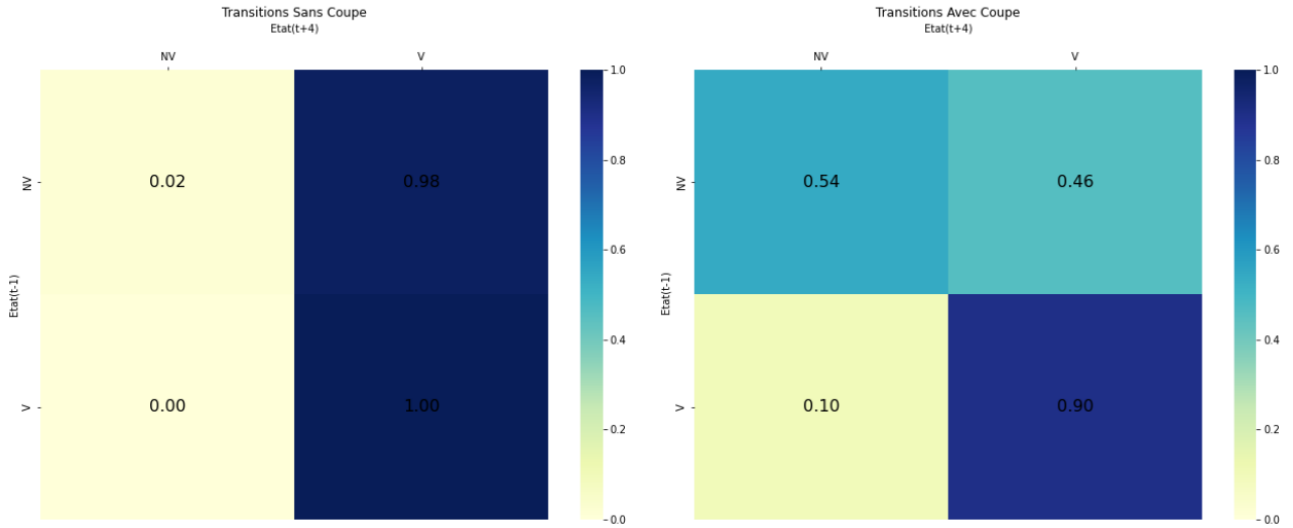 Transitions Sans Coupe
Etat(t+4)
NV V
Etat(t-1)
NV
0.02 0.98
V
0.00 1.00
1.0
0.8
0.6
0.4
0.2
0.0
Transitions Avec Coupe
Etat(t+4)
NV V
Etat(t-1)
NV
0.54 0.46
V
0.10 0.90
1.0
0.8
0.6
0.4
0.2
0.0